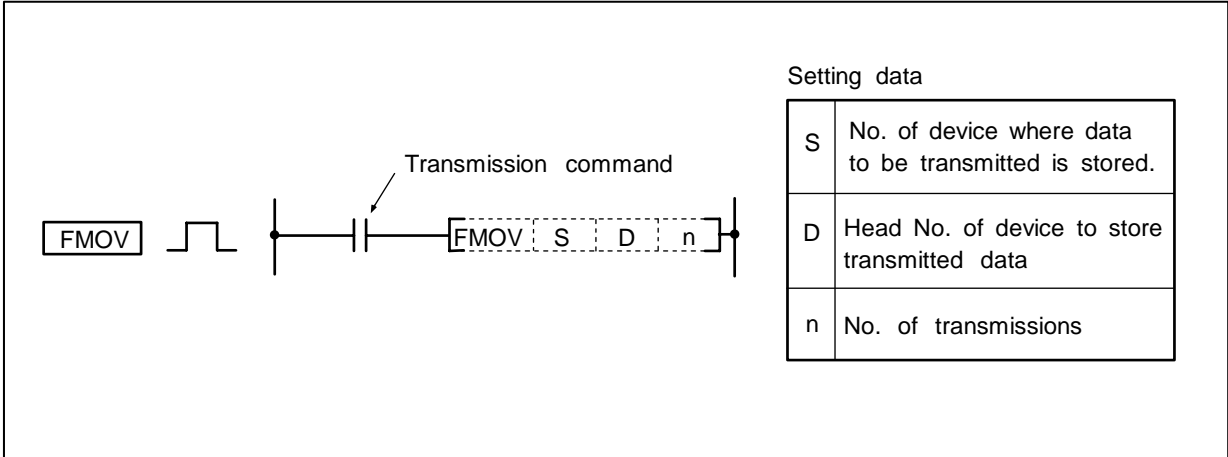 Setting data
S
No. of device where data
to be transmitted is stored.
D
Head No. of device to store
transmitted data
n
No. of transmissions
Transmission command
FMOV
FMOV S D n